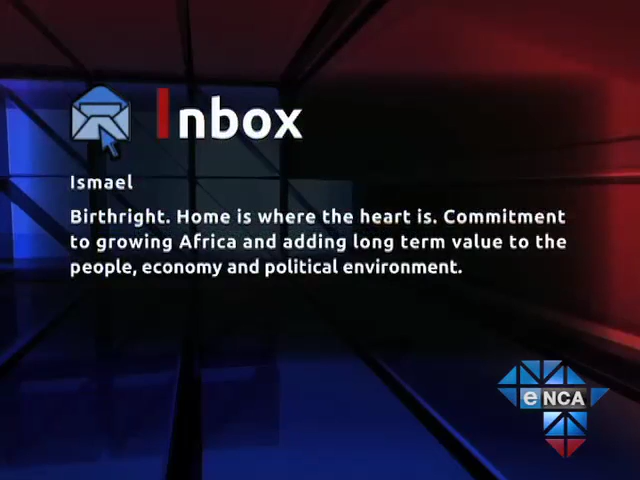 Inbox
Ismael
Birthright. Home is where the heart is. Commitment
to growing Africa and adding long term value to the
people, economy and political environment.
eNCA